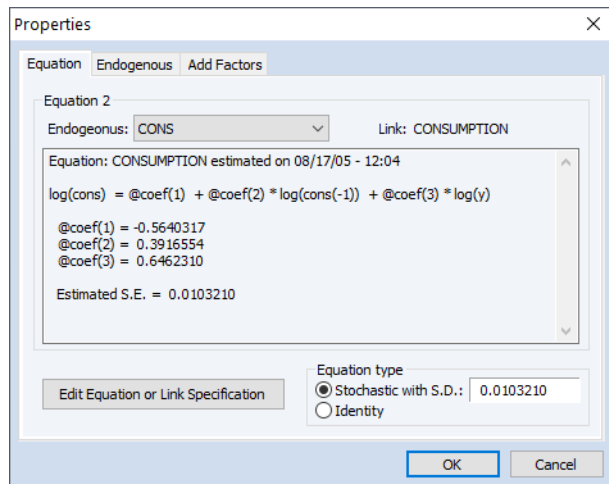 Properties
Equation Endogenous Add Factors
Equation 2
Endogeonus: CONS Link: CONSUMPTION
Equation: CONSUMPTION estimated on 08/17/05 - 12:04
log(cons) = @coef(1) + @coef(2) * log(cons(-1)) + @coef(3) * log(y)
@coef(1) = -0.5640317
@coef(2) = 0.3916554
@coef(3) = 0.6462310
Estimated S.E. = 0.0103210
Equation type
Edit Equation or Link Specification
Stochastic with S.D.: 0.0103210
Identity
OK Cancel